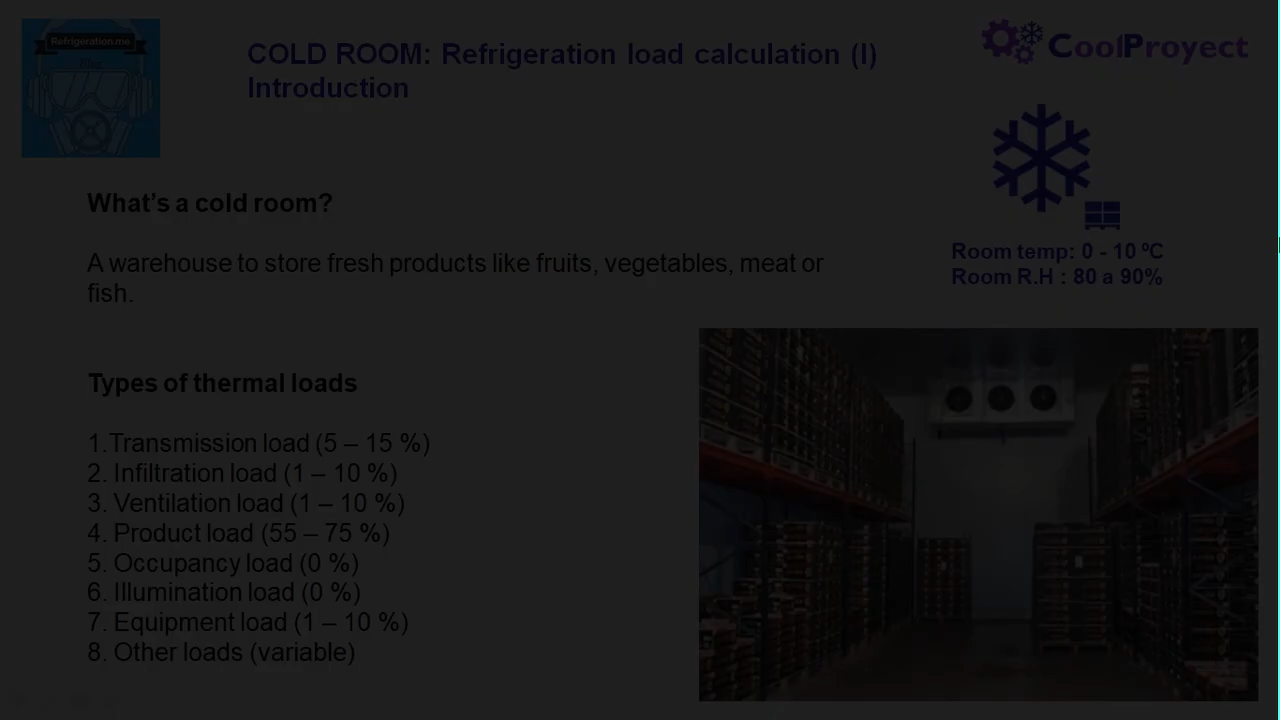 Refrigeration.me
Blog
COLD ROOM: Refrigeration load calculation (I)
Introduction
CoolProyect
What's a cold room?
A warehouse to store fresh products like fruits, vegetables, meat or
fish.
Room temp: 0 - 10 ºC
Room R.H : 80 a 90%
Types of thermal loads
1.Transmission load (5 – 15 %)
2. Infiltration load (1 – 10 %)
3. Ventilation load (1 – 10 %)
4. Product load (55 – 75 %)
5. Occupancy load (0 %)
6. Illumination load (0 %)
7. Equipment load (1 – 10 %)
8. Other loads (variable)